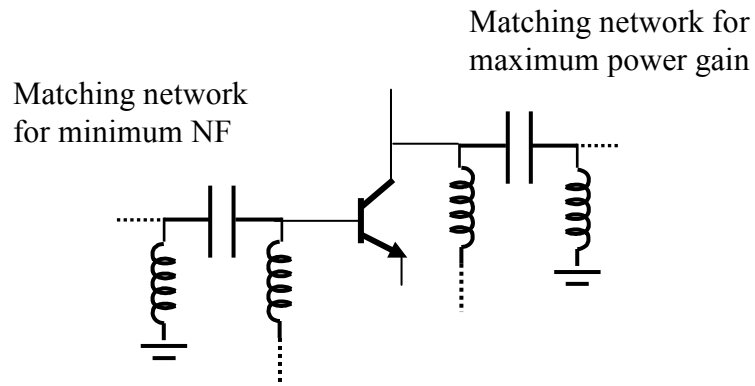 Matching network for
maximum power gain
Matching network
for minimum NF